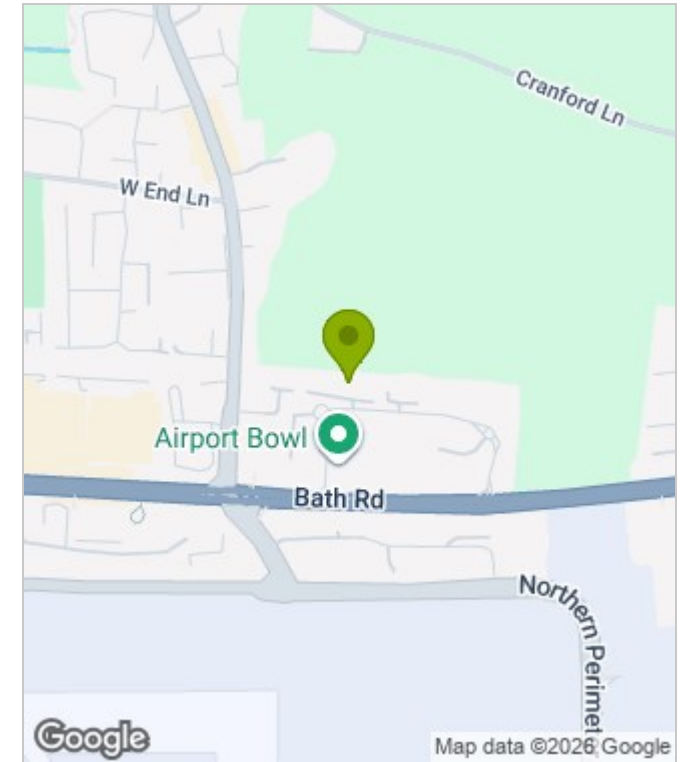 Cranford Ln
W End Ln
Airport Bowl
Bath Rd
Northern Perimet
Google
Map data ©2026 Google